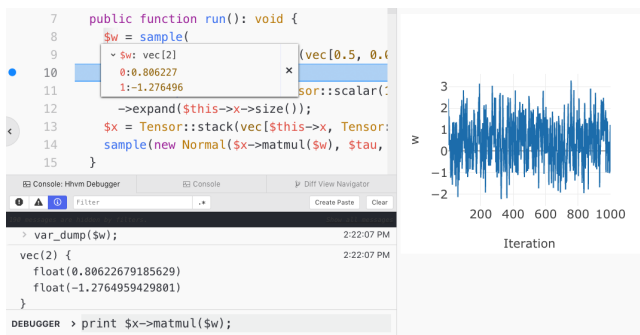 7 public function run(): void {
8 $w = sample(
$w: vec[2]
0:0.806227
1:-1.276496
×
9 (vec[0.5, 0.0
10
11 sor::scalar(1
12 ->expand($this->x->size());
13 $x = Tensor::stack(vec[$this->x, Tensor:
14 sample(new Normal($x->matmul($w), $tau,
15 }
Console: Hhvm Debugger Console Diff View Navigator
Filter .* Create Paste Clear
> var_dump($w); 2:22:07 PM
vec(2) { 2:22:07 PM
float(0.80622679185629)
float(-1.2764959429801)
}
DEBUGGER > print $x->matmul($w);
w
3
2
1
0
−1
−2
200 400 600 800 1000
Iteration